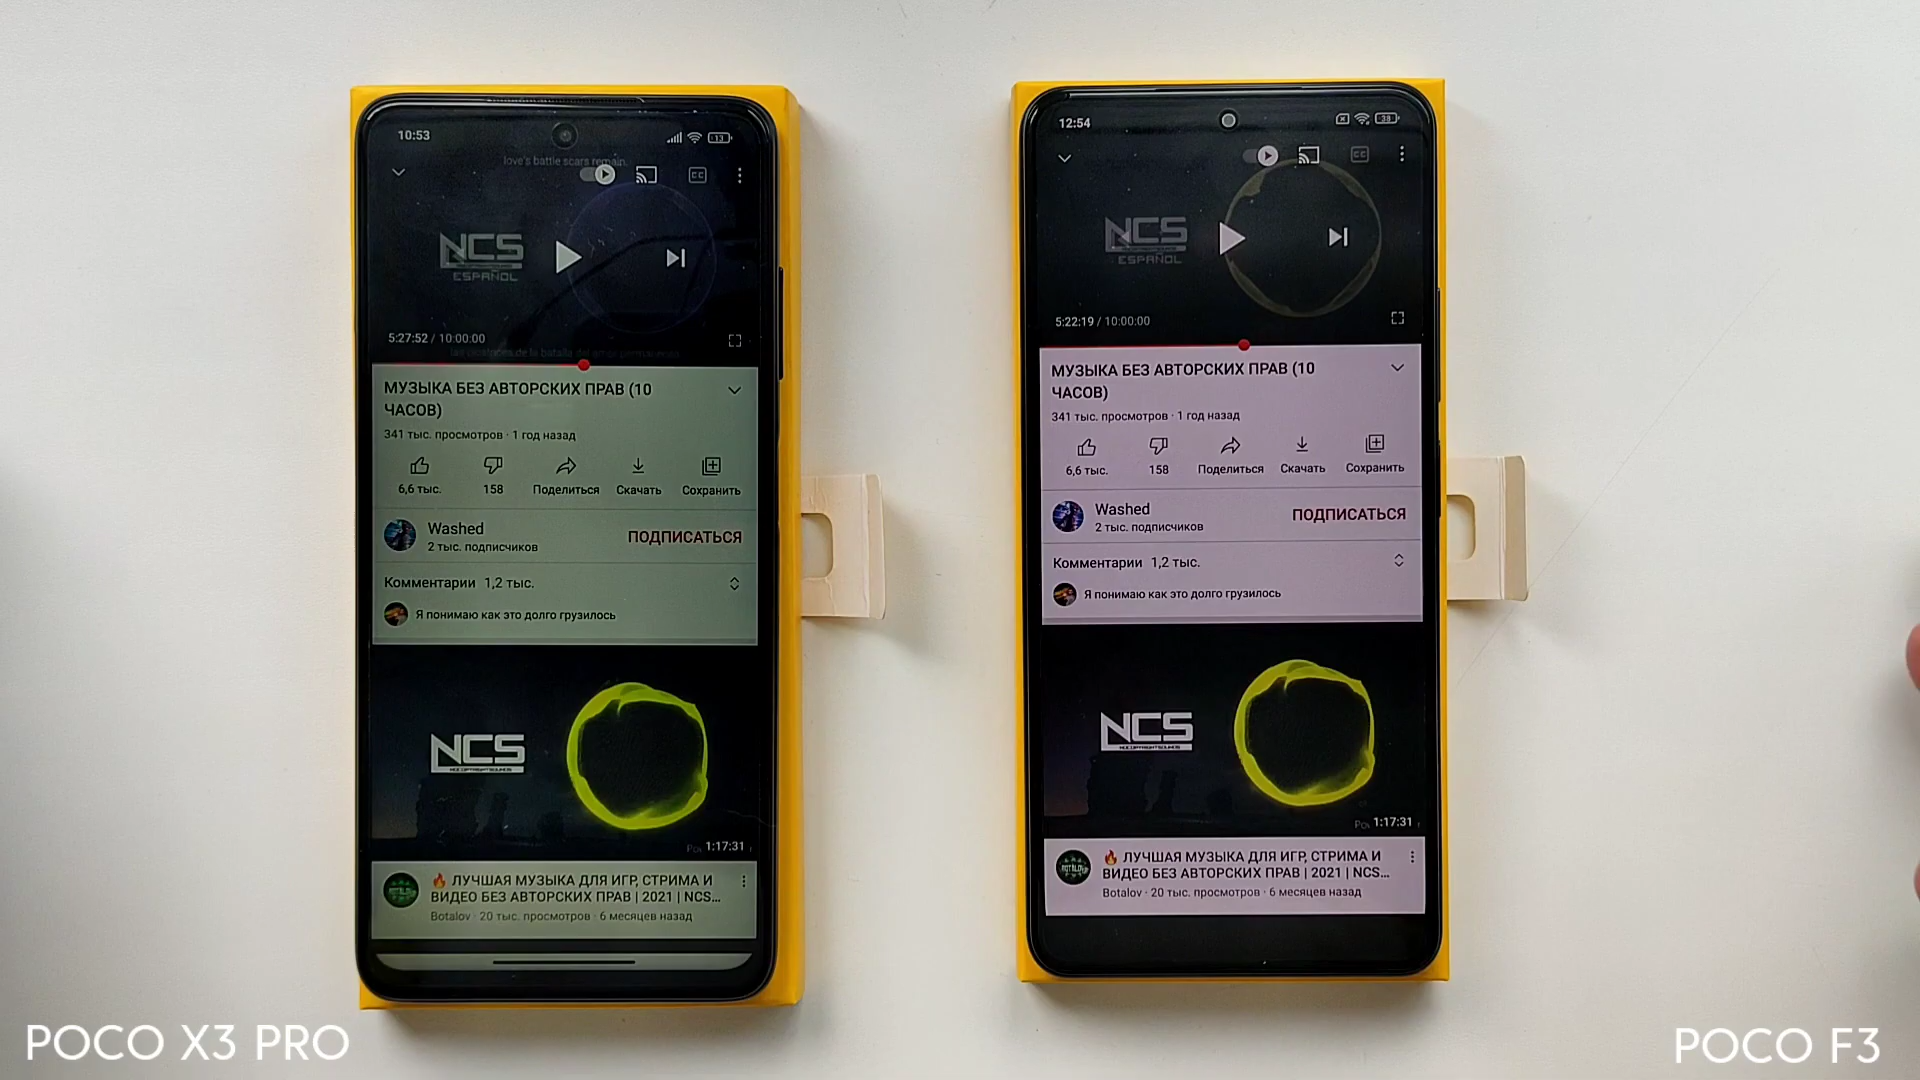 10:53
13
love's battle scars remain.
CC
NCS
ESPAÑOL
5:27:52 / 10:00:00
МУЗЫКА БЕЗ АВТОРСКИХ ПРАВ (10
ЧАСОВ)
341 тыс. просмотров · 1 год назад
6,6 тыс.
158
Поделиться
Скачать
Сохранить
Washed
2 тыс. подписчиков
ПОДПИСАТЬСЯ
Комментарии 1,2 тыс.
Я понимаю как это долго грузилось
NCS
NOCOPYRIGHTSOUNDS
1:17:31
🔥 ЛУЧШАЯ МУЗЫКА ДЛЯ ИГР, СТРИМА И
ВИДЕО БЕЗ АВТОРСКИХ ПРАВ | 2021 | NCS...
Botalov · 20 тыс. просмотров · 6 месяцев назад
POCO X3 PRO
12:54
39
CC
NCS
ESPAÑOL
5:22:19 / 10:00:00
МУЗЫКА БЕЗ АВТОРСКИХ ПРАВ (10
ЧАСОВ)
341 тыс. просмотров · 1 год назад
6,6 тыс.
158
Поделиться
Скачать
Сохранить
Washed
2 тыс. подписчиков
ПОДПИСАТЬСЯ
Комментарии 1,2 тыс.
Я понимаю как это долго грузилось
NCS
NOCOPYRIGHTSOUNDS
1:17:31
🔥 ЛУЧШАЯ МУЗЫКА ДЛЯ ИГР, СТРИМА И
ВИДЕО БЕЗ АВТОРСКИХ ПРАВ | 2021 | NCS...
Botalov · 20 тыс. просмотров · 6 месяцев назад
POCO F3